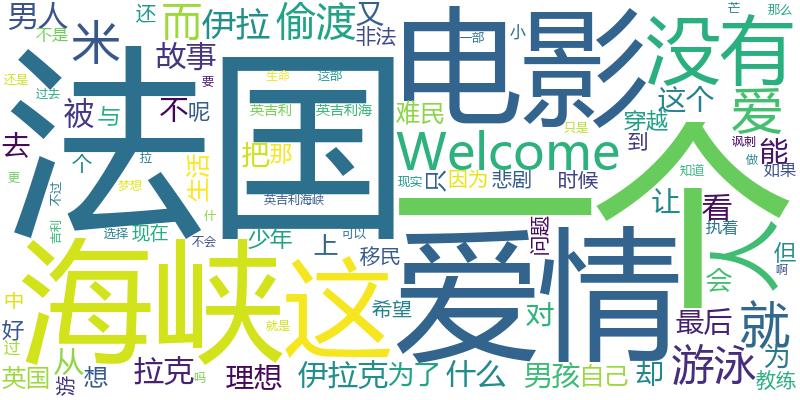 男人
还
而
伊拉
偷渡
又
非法
电影
一部
小
没有
芒
那么
不是
米
故事
这个
爱
还是
过去
要
法国
生命
这部
被
与
不
呢
英吉利
英吉利海
难民
穿越
到
讽刺
做
能
如果
去
个
拉
生活
把
那
Welcome
一个
只是
知道
更
梦想
什
英吉利海峡
现实
只
因为
悲剧
时候
让
看
执着
人
不过
吉利
选择
现在
不会
少年
上
可以
移民
问题
会
但
啊
海峡
这
爱情
中
好
过
就是
希望
对
最后
就
从
英国
游
想
拉克
吗
理想
伊拉克
为了
什么
男孩
自己
却
游泳
为
教练